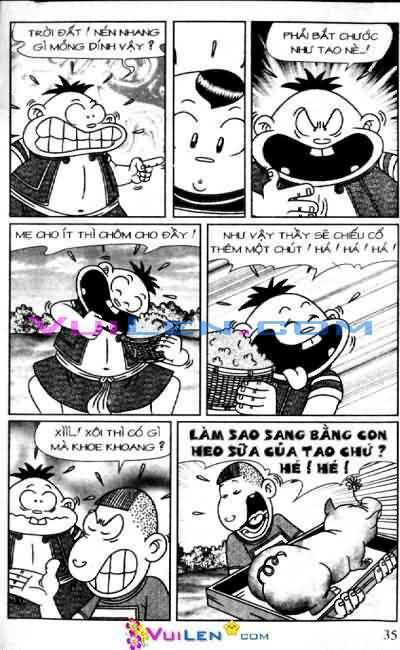 TRỜI ĐẤT! NẾN NHANG
GÌ MỎNG DÍNH VẬY?
PHẢI BẮT CHƯỚC
NHƯ TAO NÈ..!
MẸ CHO ÍT THÌ CHÔM CHO ĐẦY!
NHƯ VẬY THẦY SẼ CHIẾU CỐ
THÊM MỘT CHÚT! HÁ! HÁ! HÁ!
VUILEN.COM
XÌÌ! XÔI THÌ CÓ GÌ
MÀ KHOE KHOANG?
LÀM SAO SANG BẰNG CON
HEO SỮA CỦA TAO CHỨ?
HÉ! HÉ!
35
VUILEN.COM